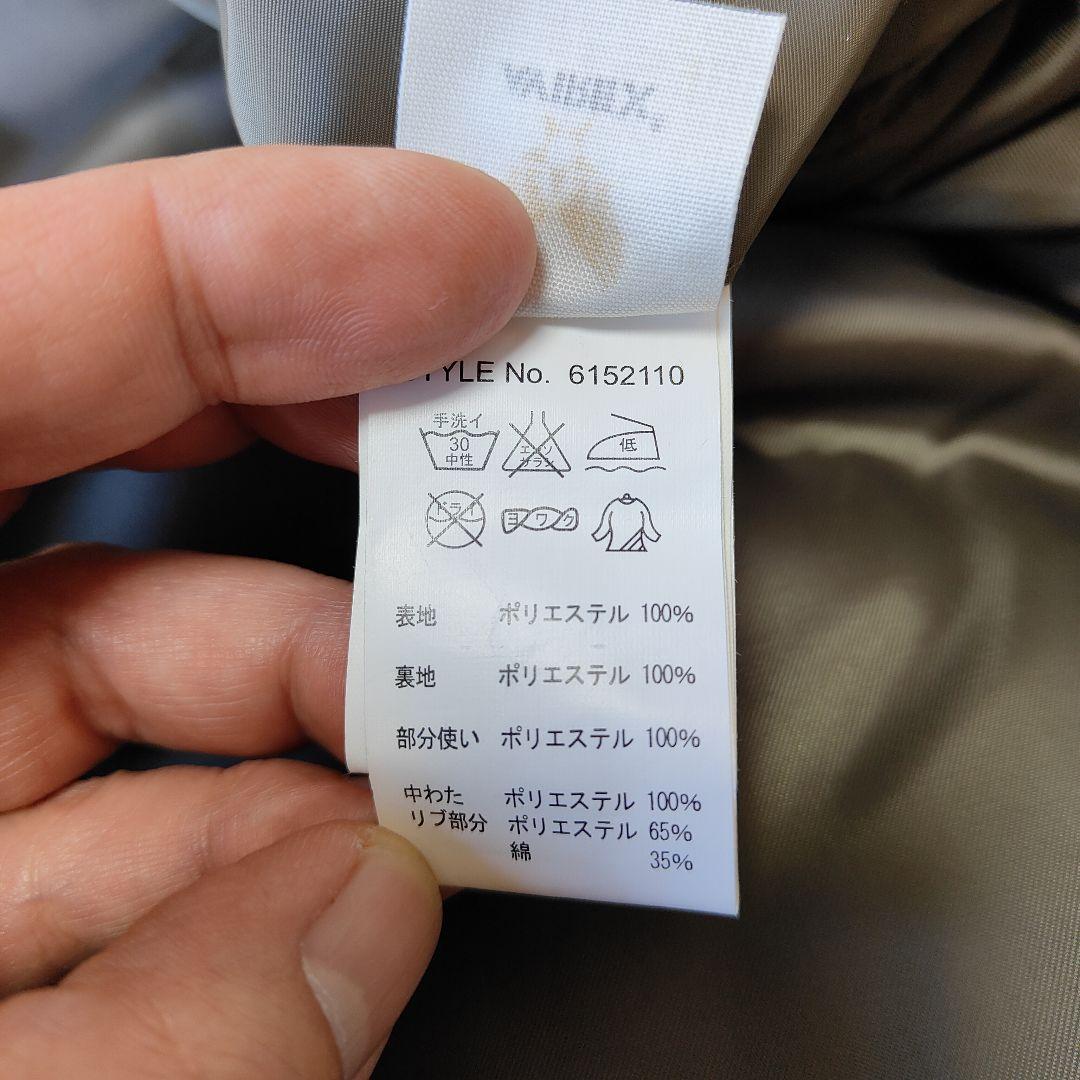 STYLE No. 6152110
手洗イ
30
中性
エンソ
サラシ
低
ドライ
ヨワク
表地 ポリエステル 100%
裏地 ポリエステル 100%
部分使い ポリエステル 100%
中わた ポリエステル 100%
リブ部分 ポリエステル 65%
綿 35%